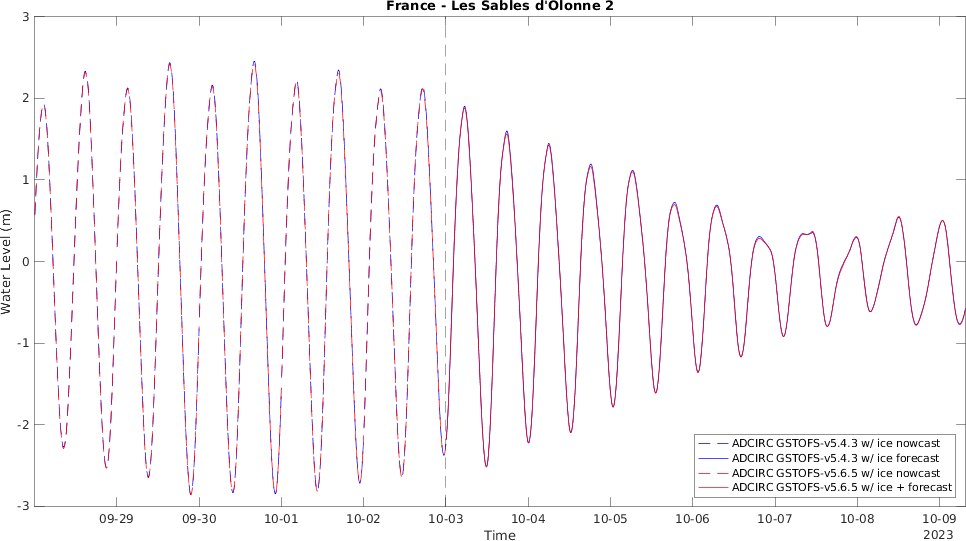 France - Les Sables d'Olonne 2
3
2
1
0
-1
-2
-3
Water Level (m)
ADCIRC GSTOFS-v5.4.3 w/ ice nowcast
ADCIRC GSTOFS-v5.4.3 w/ ice forecast
ADCIRC GSTOFS-v5.6.5 w/ ice nowcast
ADCIRC GSTOFS-v5.6.5 w/ ice + forecast
09-29 09-30 10-01 10-02 10-03 10-04 10-05 10-06 10-07 10-08 10-09
Time
2023